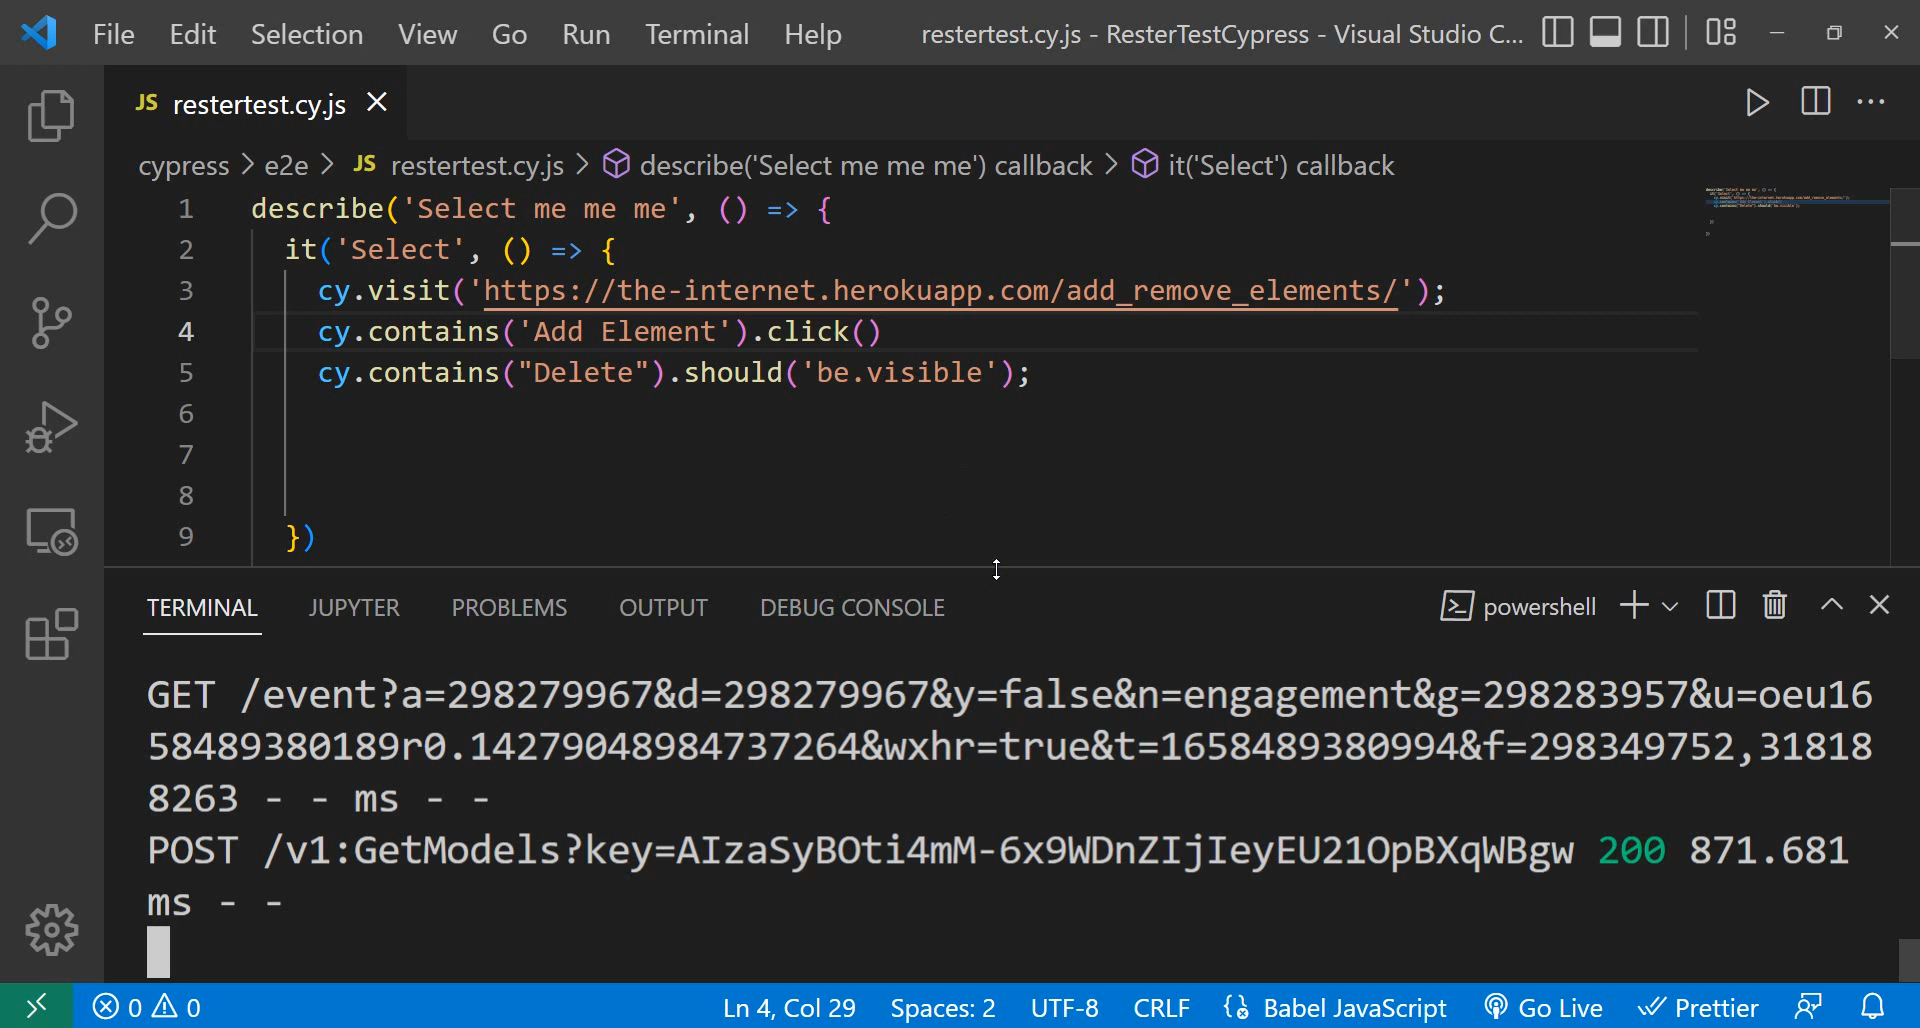 File Edit Selection View Go Run Terminal Help restertest.cy.js - ResterTestCypress - Visual Studio C...
JS restertest.cy.js
cypress > e2e > JS restertest.cy.js > describe('Select me me me') callback > it('Select') callback
1 describe('Select me me me', () => {
2 it('Select', () => {
3 cy.visit('https://the-internet.herokuapp.com/add_remove_elements/');
4 cy.contains('Add Element').click()
5 cy.contains("Delete").should('be.visible');
6
7
8
9 })
TERMINAL JUPYTER PROBLEMS OUTPUT DEBUG CONSOLE powershell
GET /event?a=298279967&d=298279967&y=false&n=engagement&g=298283957&u=oeu16
58489380189r0.14279048984737264&wxhr=true&t=1658489380994&f=298349752,31818
8263 - - ms - -
POST /v1:GetModels?key=AIzaSyBOti4mM-6x9WDnZIjIeyEU21OpBXqWBgw 200 871.681
ms - -
0 0 Ln 4, Col 29 Spaces: 2 UTF-8 CRLF {} Babel JavaScript Go Live Prettier